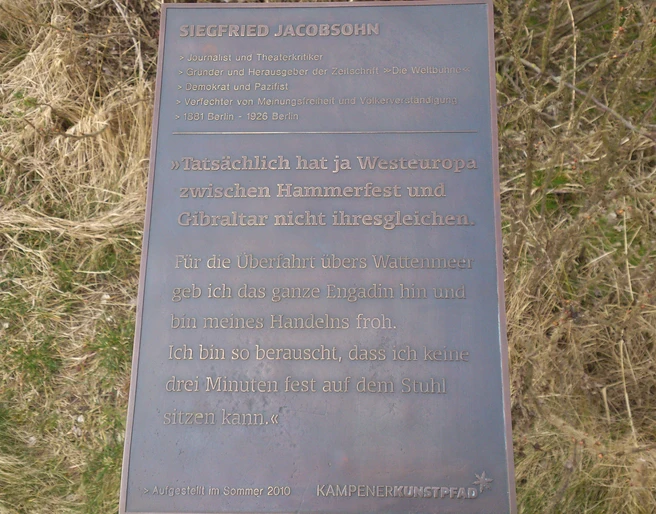 SIEGFRIED JACOBSOHN
> Journalist und Theaterkritiker
> Gründer und Herausgeber der Zeitschrift »Die Weltbühne«
> Demokrat und Pazifist
> Verfechter von Meinungsfreiheit und Völkerverständigung
> 1881 Berlin - 1926 Berlin
»Tatsächlich hat ja Westeuropa
zwischen Hammerfest und
Gibraltar nicht ihresgleichen.
Für die Überfahrt übers Wattenmeer
geb ich das ganze Engadin hin und
bin meines Handelns froh.
Ich bin so berauscht, dass ich keine
drei Minuten fest auf dem Stuhl
sitzen kann.«
> Aufgestellt im Sommer 2010
KAMPENERKUNSTPFAD